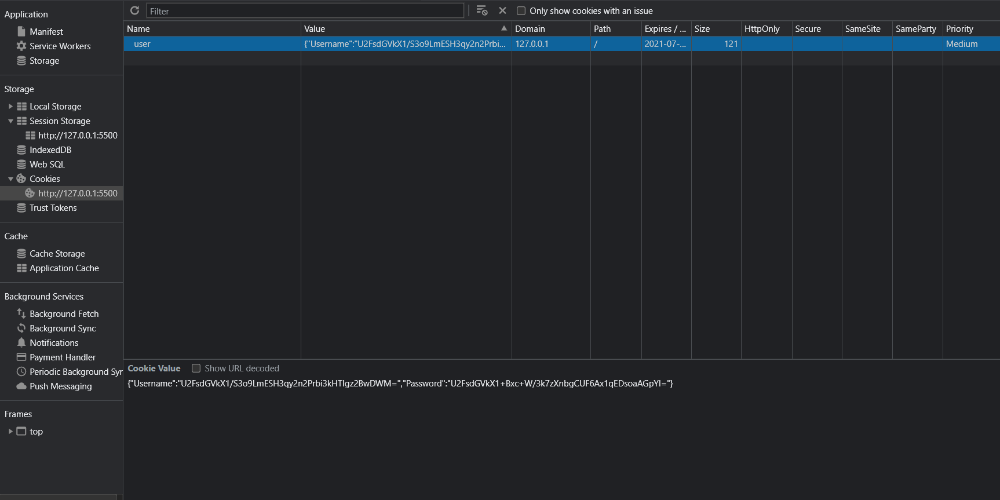 Application
Manifest
Service Workers
Storage
Storage
Local Storage
Session Storage
http://127.0.0.1:5500
IndexedDB
Web SQL
Cookies
http://127.0.0.1:5500
Trust Tokens
Cache
Cache Storage
Application Cache
Background Services
Background Fetch
Background Sync
Notifications
Payment Handler
Periodic Background Syr
Push Messaging
Frames
top
Filter
Only show cookies with an issue
Name Value Domain Path Expires / ... Size HttpOnly Secure SameSite SameParty Priority
user {"Username":"U2FsdGVkX1/S3o9LmESH3qy2n2Prbi... 127.0.0.1 / 2021-07-... 121 Medium
Cookie Value Show URL decoded
{"Username":"U2FsdGVkX1/S3o9LmESH3qy2n2Prbi3kHTlgz2BwDWM=","Password":"U2FsdGVkX1+Bxc+W/3k7zXnbgCUF6Ax1qEDsoaAGpYI="}